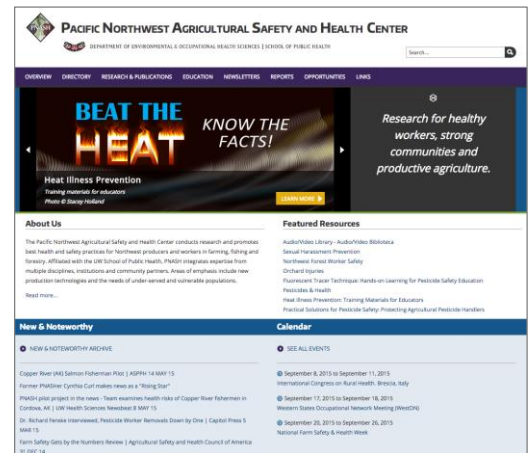 PNASH
PACIFIC NORTHWEST AGRICULTURAL SAFETY AND HEALTH CENTER
DEPARTMENT OF ENVIRONMENTAL & OCCUPATIONAL HEALTH SCIENCES | SCHOOL OF PUBLIC HEALTH
Search...
OVERVIEW DIRECTORY RESEARCH & PUBLICATIONS EDUCATION NEWSLETTERS REPORTS OPPORTUNITIES LINKS
BEAT THE
HEAT
KNOW THE
FACTS!
Heat Illness Prevention
Training materials for educators
Photo © Stacey Holland
LEARN MORE
Research for healthy
workers, strong
communities and
productive agriculture.
About Us
The Pacific Northwest Agricultural Safety and Health Center conducts research and promotes
best health and safety practices for Northwest producers and workers in farming, fishing and
forestry. Affiliated with the UW School of Public Health, PNASH integrates expertise from
multiple disciplines, institutions and community partners. Areas of emphasis include new
production technologies and the needs of under-served and vulnerable populations.
Read more...
Featured Resources
Audio/Video Library - Audio/Video Biblioteca
Sexual Harassment Prevention
Northwest Forest Worker Safety
Orchard Injuries
Fluorescent Tracer Technique: Hands-on Learning for Pesticide Safety Education
Pesticides & Health
Heat Illness Prevention: Training Materials for Educators
Practical Solutions for Pesticide Safety: Protecting Agricultural Pesticide Handlers
New & Noteworthy
NEW & NOTEWORTHY ARCHIVE
Copper River (AK) Salmon Fisherman Pilot | ASPPH 14 MAY 15
Former PNASHer Cynthia Curl makes news as a "Rising Star"
PNASH pilot project in the news - Team examines health risks of Copper River fishermen in
Cordova, AK | UW Health Sciences Newsbeat 8 MAY 15
Dr. Richard Fenske interviewed, Pesticide Worker Removals Down by One | Capitol Press 5
MAR 15
Farm Safety Gets by the Numbers Review | Agricultural Safety and Health Council of America
31 DEC 14
Calendar
SEE ALL EVENTS
September 8, 2015 to September 11, 2015
International Congress on Rural Health, Brescia, Italy
September 17, 2015 to September 18, 2015
Western States Occupational Network Meeting (WestON)
September 20, 2015 to September 26, 2015
National Farm Safety & Health Week